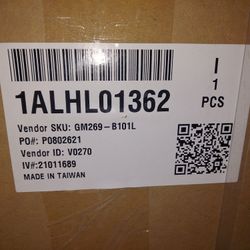 1ALHL01362
I
1
PCS
Vendor SKU: GM269-B101L
PO#: P0802621
Vendor ID: V0270
IV#:21011689
MADE IN TAIWAN